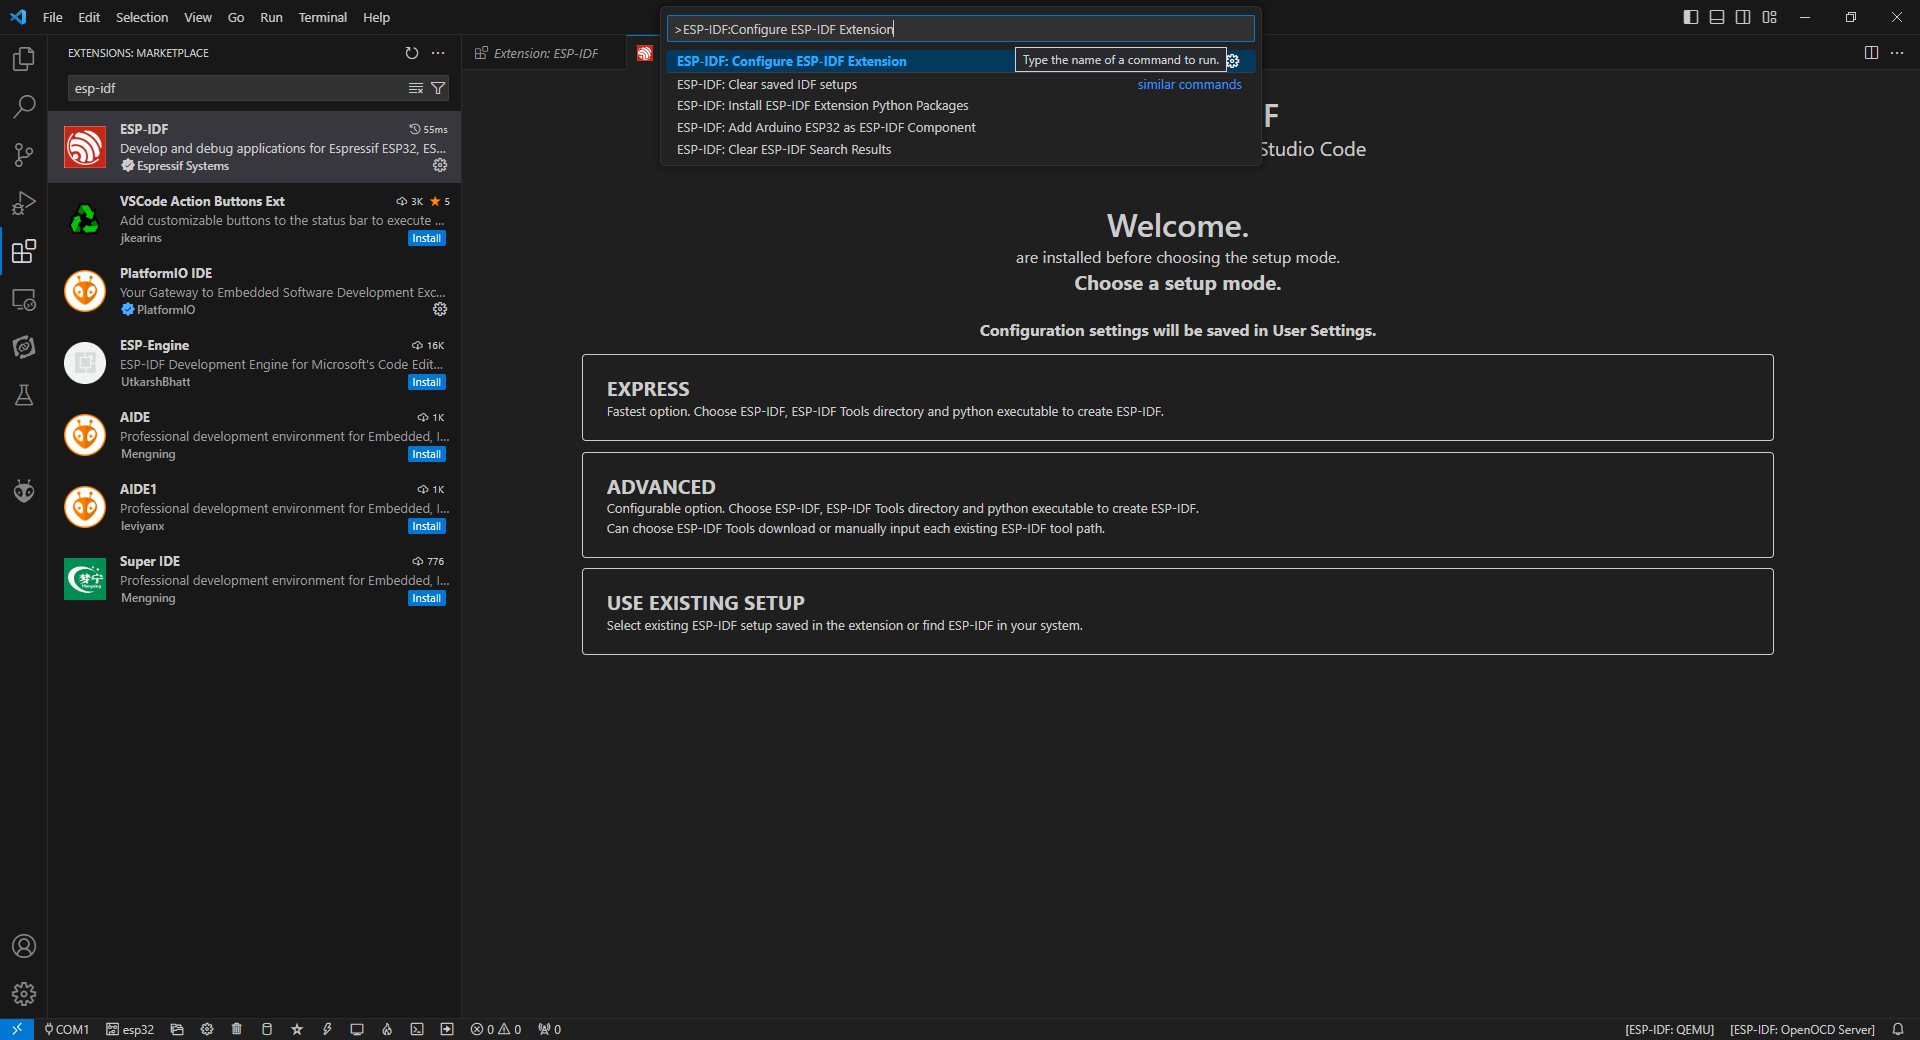 File Edit Selection View Go Run Terminal Help
>ESP-IDF:Configure ESP-IDF Extension
ESP-IDF: Configure ESP-IDF Extension
Type the name of a command to run.
ESP-IDF: Clear saved IDF setups
similar commands
ESP-IDF: Install ESP-IDF Extension Python Packages
ESP-IDF: Add Arduino ESP32 as ESP-IDF Component
ESP-IDF: Clear ESP-IDF Search Results
EXTENSIONS: MARKETPLACE
esp-idf
ESP-IDF 55ms
Develop and debug applications for Espressif ESP32, ES...
Espressif Systems
VSCode Action Buttons Ext 3K 5
Add customizable buttons to the status bar to execute ...
jkearins Install
PlatformIO IDE
Your Gateway to Embedded Software Development Exc...
PlatformIO
ESP-Engine 16K
ESP-IDF Development Engine for Microsoft's Code Edit...
UtkarshBhatt Install
AIDE 1K
Professional development environment for Embedded, I...
Mengning Install
AIDE1 1K
Professional development environment for Embedded, I...
leviyanx Install
Super IDE 776
Professional development environment for Embedded, I...
Mengning Install
Extension: ESP-IDF
F
Studio Code
Welcome.
are installed before choosing the setup mode.
Choose a setup mode.
Configuration settings will be saved in User Settings.
EXPRESS
Fastest option. Choose ESP-IDF, ESP-IDF Tools directory and python executable to create ESP-IDF.
ADVANCED
Configurable option. Choose ESP-IDF, ESP-IDF Tools directory and python executable to create ESP-IDF.
Can choose ESP-IDF Tools download or manually input each existing ESP-IDF tool path.
USE EXISTING SETUP
Select existing ESP-IDF setup saved in the extension or find ESP-IDF in your system.
COM1 esp32 0 0 0 [ESP-IDF: QEMU] [ESP-IDF: OpenOCD Server]